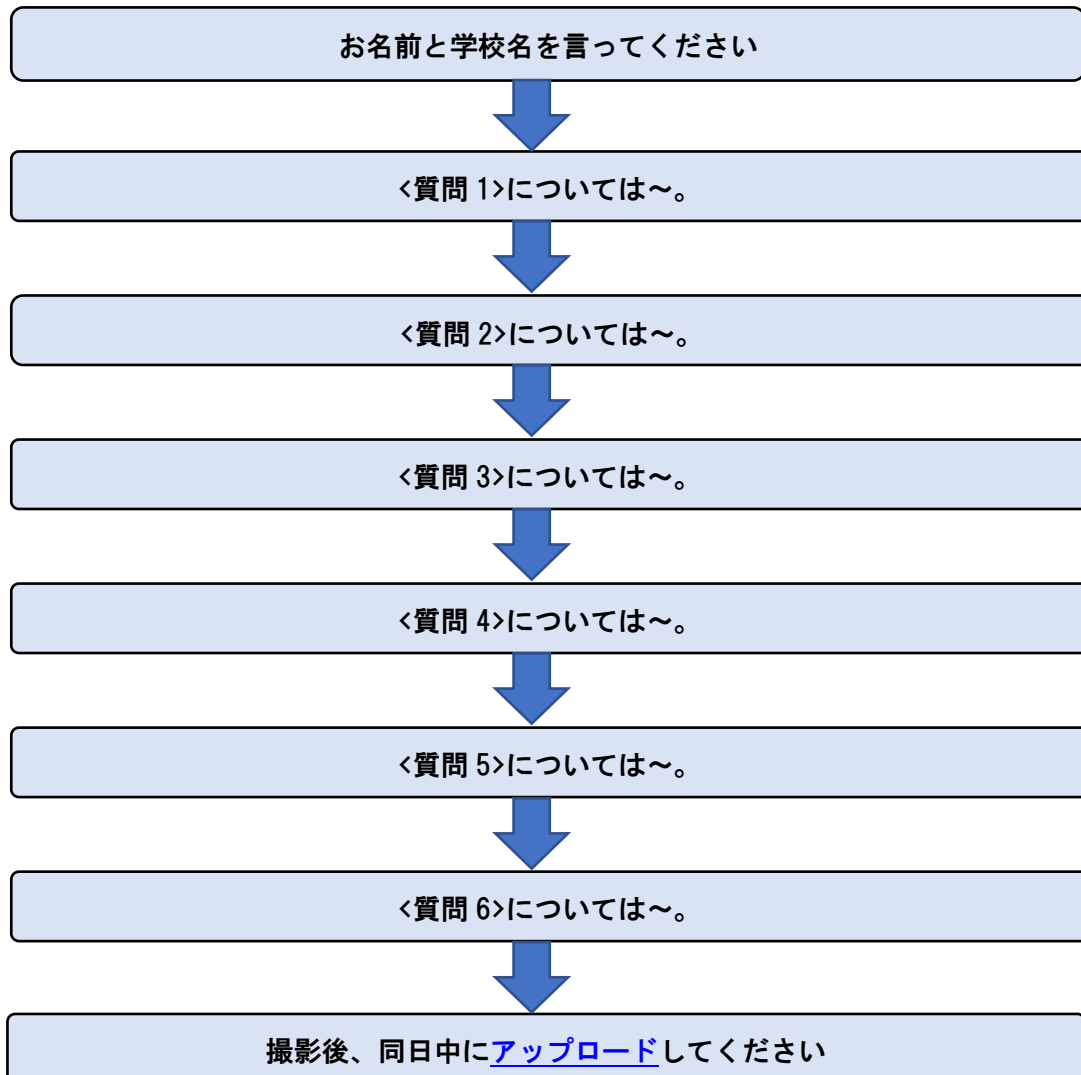 お名前と学校名を言ってください
<質問 1>については～。
<質問 2>については～。
<質問 3>については～。
<質問 4>については～。
<質問 5>については～。
<質問 6>については～。
撮影後、同日中にアップロードしてください